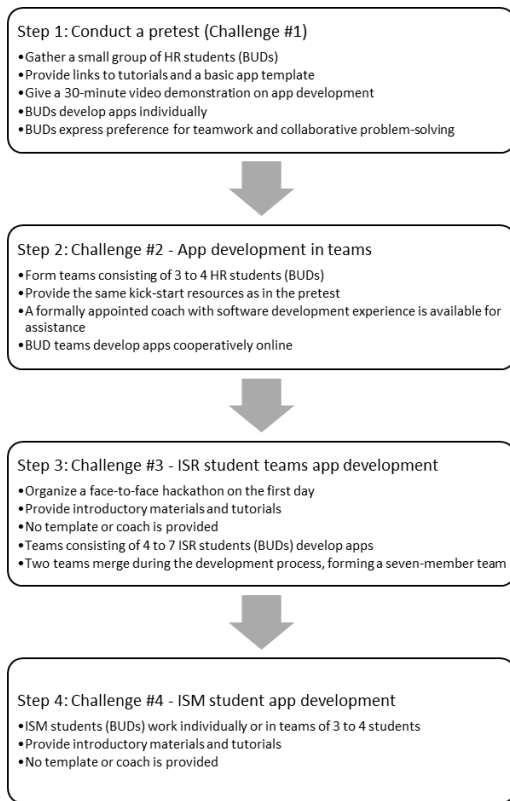 Step 1: Conduct a pretest (Challenge #1)
•Gather a small group of HR students (BUDs)
•Provide links to tutorials and a basic app template
•Give a 30-minute video demonstration on app development
•BUDs develop apps individually
•BUDs express preference for teamwork and collaborative problem-solving
Step 2: Challenge #2 - App development in teams
•Form teams consisting of 3 to 4 HR students (BUDs)
•Provide the same kick-start resources as in the pretest
•A formally appointed coach with software development experience is available for
assistance
•BUD teams develop apps cooperatively online
Step 3: Challenge #3 - ISR student teams app development
•Organize a face-to-face hackathon on the first day
•Provide introductory materials and tutorials
•No template or coach is provided
•Teams consisting of 4 to 7 ISR students (BUDs) develop apps
•Two teams merge during the development process, forming a seven-member team
Step 4: Challenge #4 - ISM student app development
•ISM students (BUDs) work individually or in teams of 3 to 4 students
•Provide introductory materials and tutorials
•No template or coach is provided